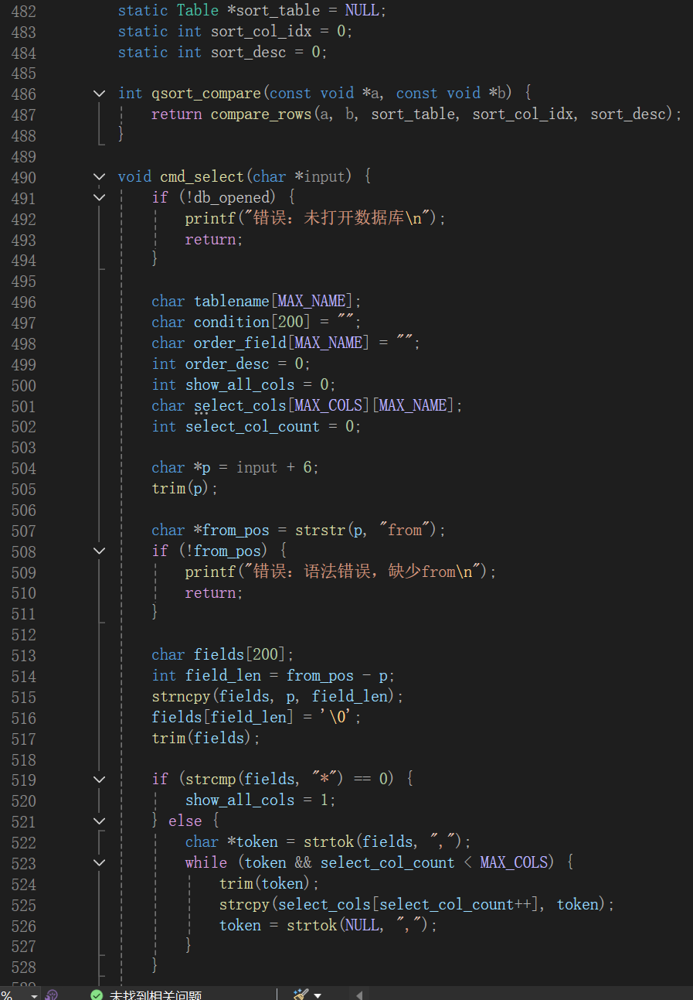 482 static Table *sort_table = NULL;
483 static int sort_col_idx = 0;
484 static int sort_desc = 0;
485
486 int qsort_compare(const void *a, const void *b) {
487 return compare_rows(a, b, sort_table, sort_col_idx, sort_desc);
488 }
489
490 void cmd_select(char *input) {
491 if (!db_opened) {
492 printf("错误：未打开数据库\n");
493 return;
494 }
495
496 char tablename[MAX_NAME];
497 char condition[200] = "";
498 char order_field[MAX_NAME] = "";
499 int order_desc = 0;
500 int show_all_cols = 0;
501 char select_cols[MAX_COLS][MAX_NAME];
502 int select_col_count = 0;
503
504 char *p = input + 6;
505 trim(p);
506
507 char *from_pos = strstr(p, "from");
508 if (!from_pos) {
509 printf("错误：语法错误，缺少from\n");
510 return;
511 }
512
513 char fields[200];
514 int field_len = from_pos - p;
515 strncpy(fields, p, field_len);
516 fields[field_len] = '\0';
517 trim(fields);
518
519 if (strcmp(fields, "*") == 0) {
520 show_all_cols = 1;
521 } else {
522 char *token = strtok(fields, ",");
523 while (token && select_col_count < MAX_COLS) {
524 trim(token);
525 strcpy(select_cols[select_col_count++], token);
526 token = strtok(NULL, ",");
527 }
528 }
% 未找到相关问题